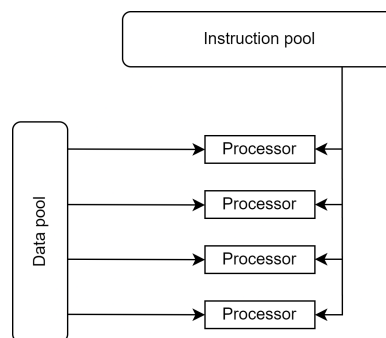 Instruction pool
Data pool
Processor
Processor
Processor
Processor